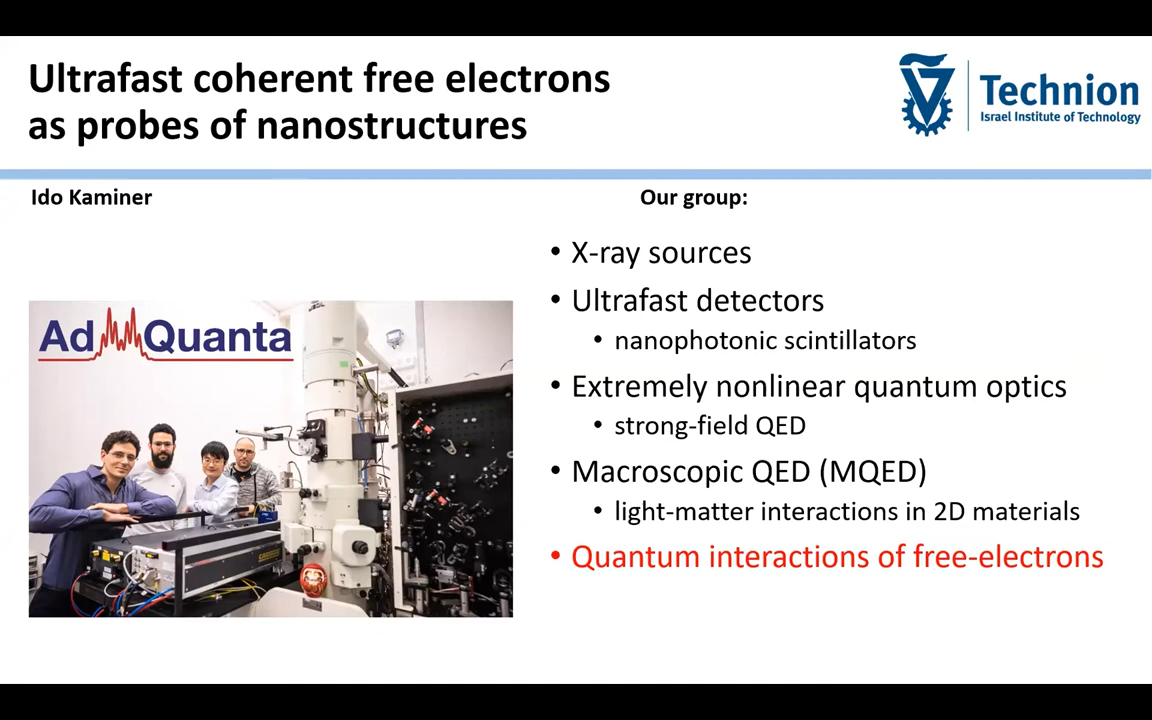 Ultrafast coherent free electrons
as probes of nanostructures
Technion
Israel Institute of Technology
Ido Kaminer
Our group:
• X-ray sources
• Ultrafast detectors
• nanophotonic scintillators
• Extremely nonlinear quantum optics
• strong-field QED
• Macroscopic QED (MQED)
• light-matter interactions in 2D materials
• Quantum interactions of free-electrons
Ad Quanta